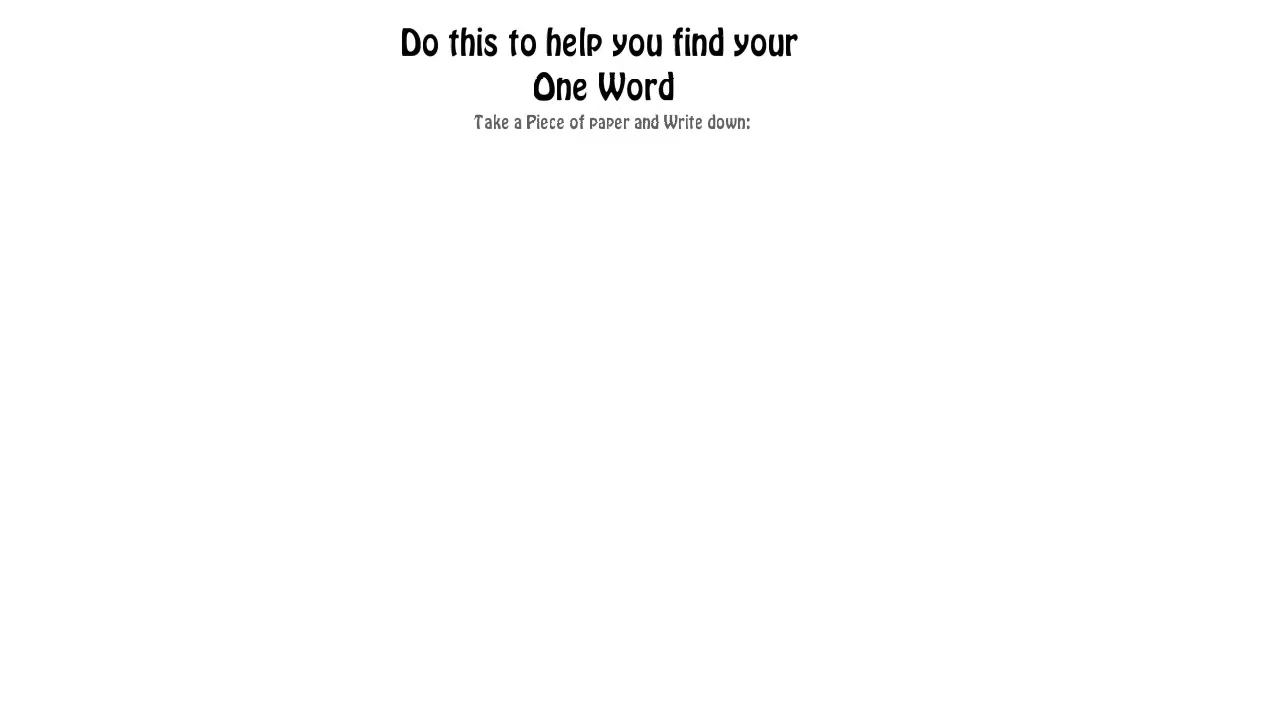 Do this to help you find your
One Word
Take a Piece of paper and Write down: